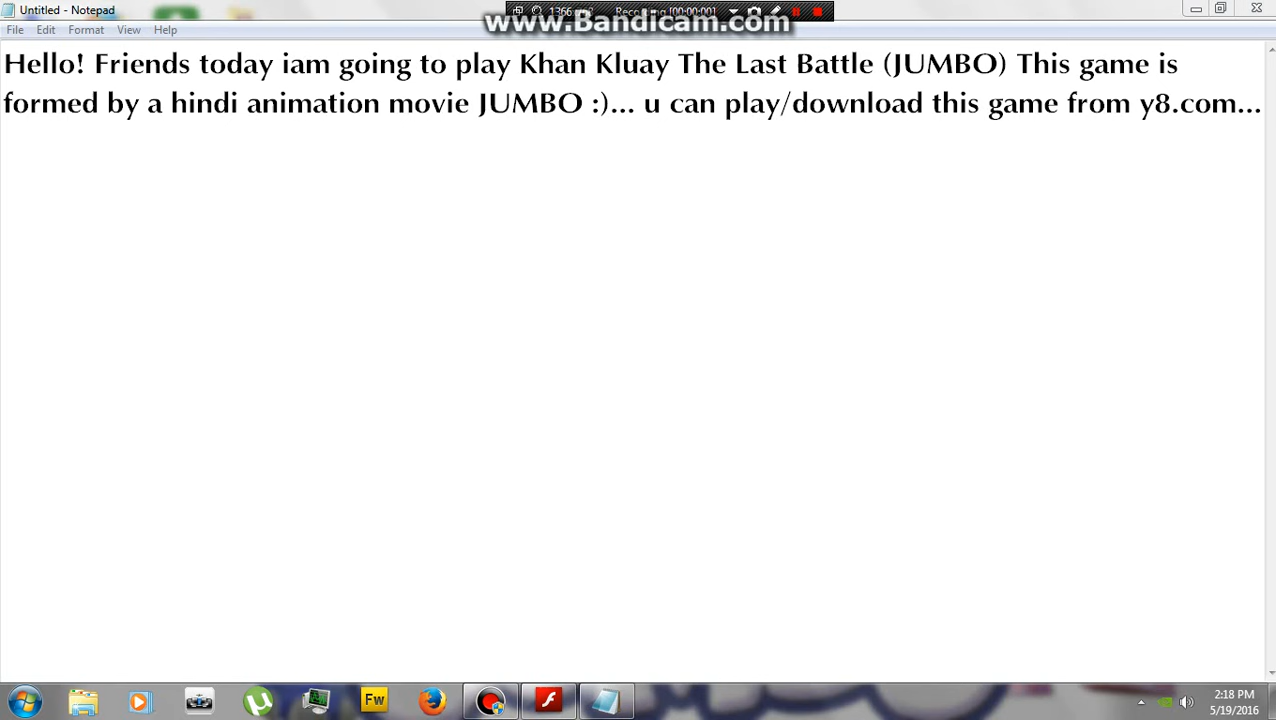 Untitled - Notepad
www.Bandicam.com
File Edit Format View Help
Hello! Friends today iam going to play Khan Kluay The Last Battle (JUMBO) This game is
formed by a hindi animation movie JUMBO :)... u can play/download this game from y8.com...
Fw
2:18 PM
5/19/2016